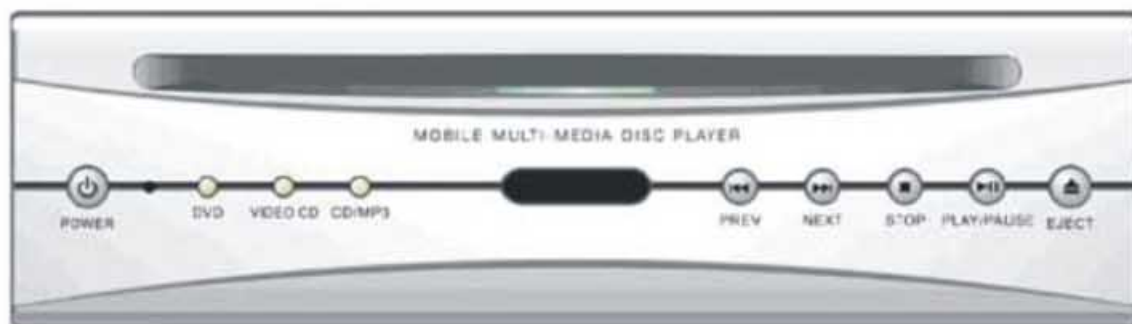 MOBILE MULTI-MEDIA DISC PLAYER
POWER
DVD
VIDEO CD
CD/MP3
PREV
NEXT
STOP
PLAY/PAUSE
EJECT